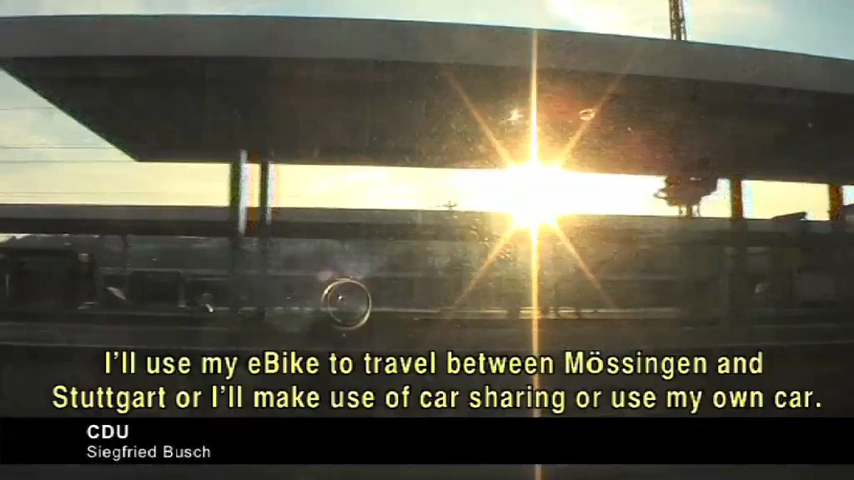 I'll use my eBike to travel between Mössingen and
Stuttgart or I'll make use of car sharing or use my own car.
CDU
Siegfried Busch